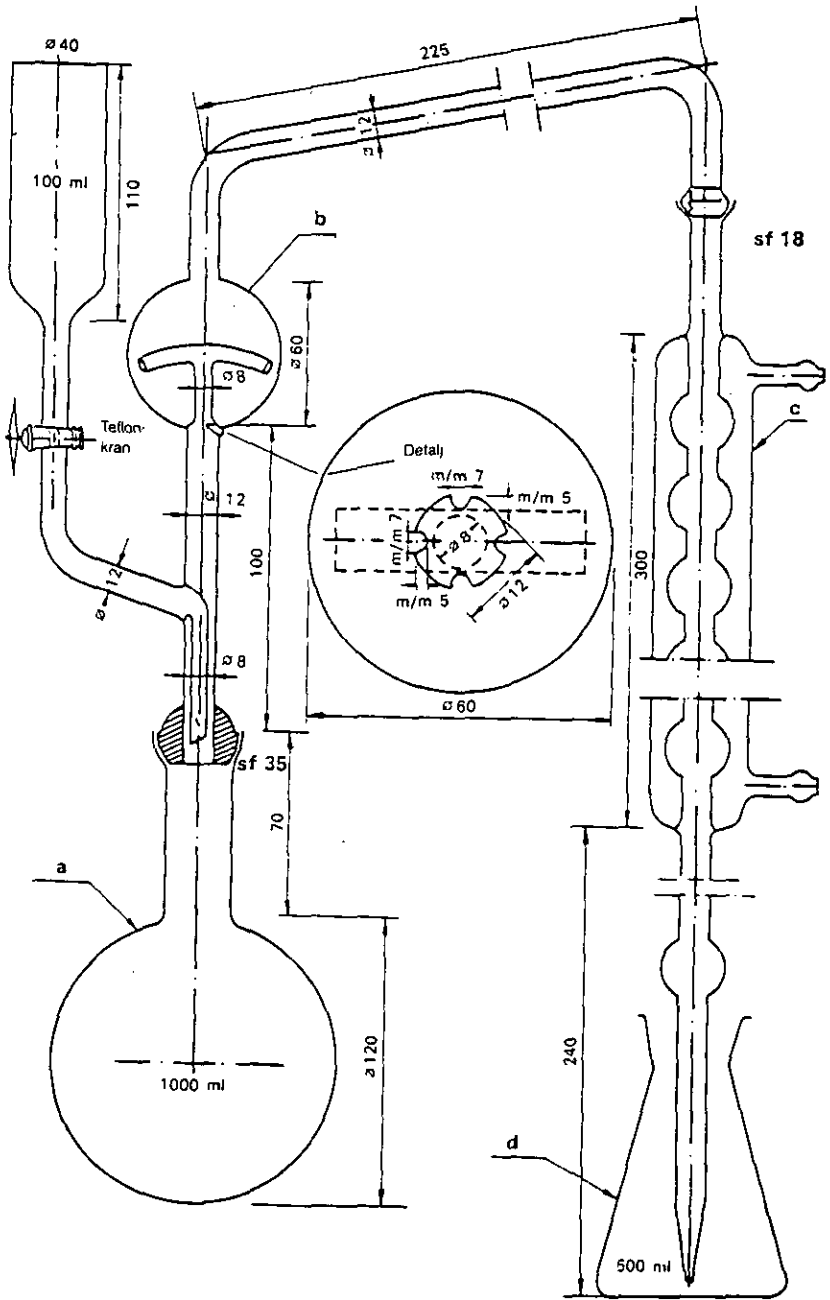 ø 40
225
ø 12
100 ml
110
b
sf 18
ø 60
ø 8
c
Teflon-
kran
Detalj
m/m 7
m/m 5
ø 12
m/m 7
ø 8
300
100
ø 12
m/m 5
ø 12
ø 8
ø 60
sf 35
70
a
240
ø 120
1000 ml
d
500 ml